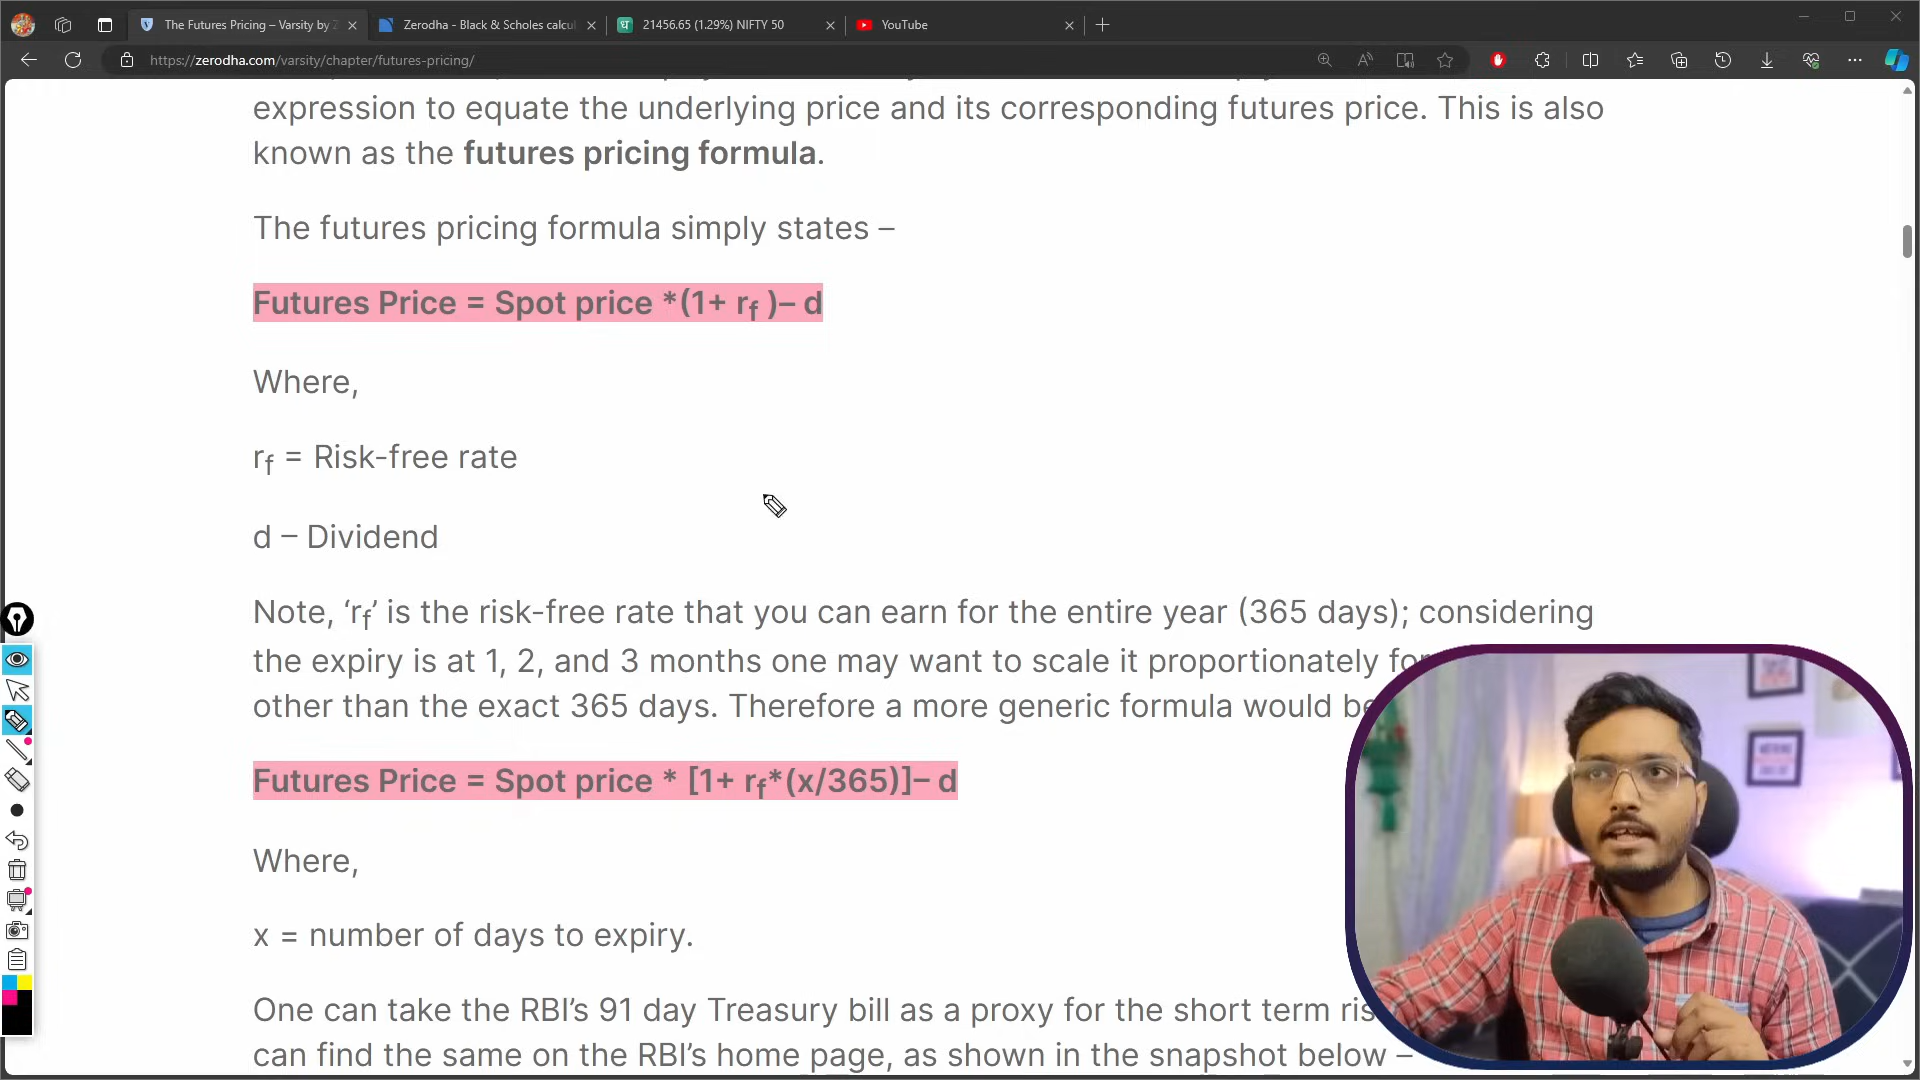 The Futures Pricing – Varsity by Z
Zerodha - Black & Scholes calcu
21456.65 (1.29%) NIFTY 50
YouTube
https://zerodha.com/varsity/chapter/futures-pricing/
expression to equate the underlying price and its corresponding futures price. This is also
known as the futures pricing formula.
The futures pricing formula simply states –
Futures Price = Spot price *(1+ rf )– d
Where,
rf = Risk-free rate
d – Dividend
Note, ‘rf’ is the risk-free rate that you can earn for the entire year (365 days); considering
the expiry is at 1, 2, and 3 months one may want to scale it proportionately for
other than the exact 365 days. Therefore a more generic formula would be
Futures Price = Spot price * [1+ rf*(x/365)]– d
Where,
x = number of days to expiry.
One can take the RBI’s 91 day Treasury bill as a proxy for the short term ris
can find the same on the RBI’s home page, as shown in the snapshot below –